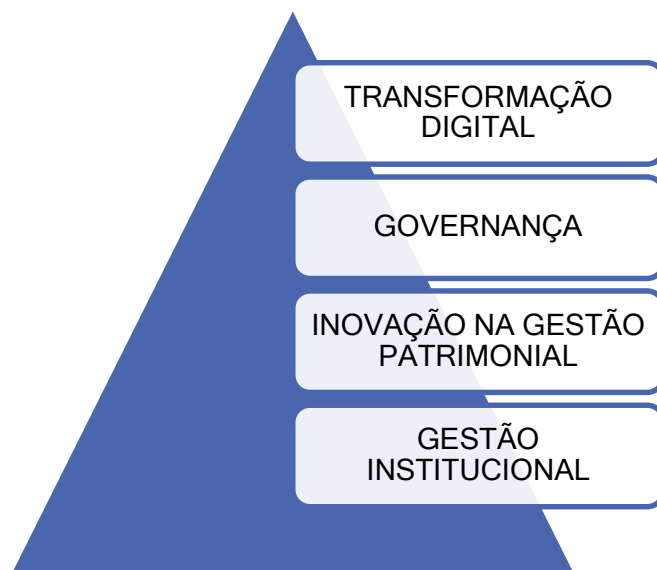 TRANSFORMAÇÃO
DIGITAL
GOVERNANÇA
INOVAÇÃO NA GESTÃO
PATRIMONIAL
GESTÃO
INSTITUCIONAL